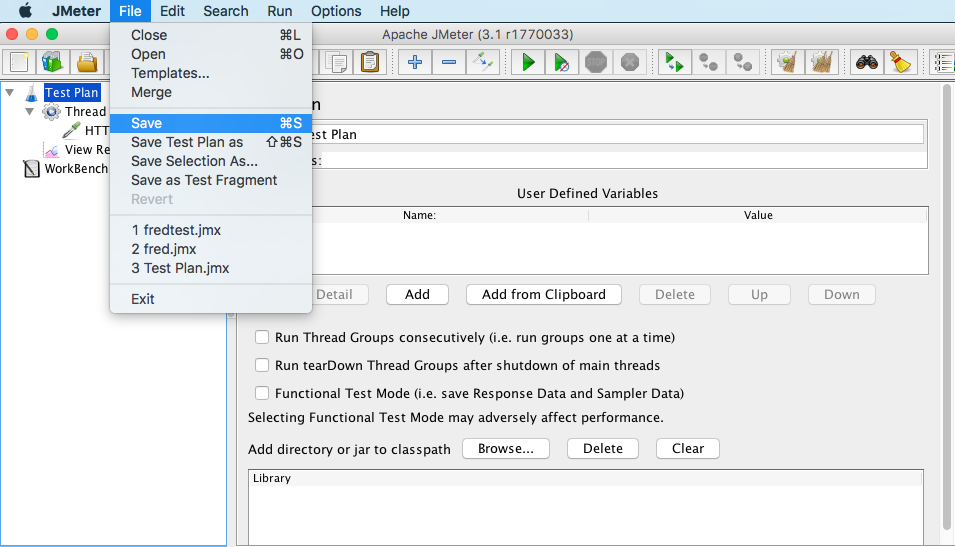 JMeter File Edit Search Run Options Help
Apache JMeter (3.1 r1770033)
Close ⌘L
Open ⌘O
Templates...
Merge
Save ⌘S
Save Test Plan as ⇧⌘S
Save Selection As...
Save as Test Fragment
Revert
1 fredtest.jmx
2 fred.jmx
3 Test Plan.jmx
Exit
Test Plan
Thread
HTT
View Re
WorkBench
n
est Plan
s:
User Defined Variables
Name: Value
Detail Add Add from Clipboard Delete Up Down
Run Thread Groups consecutively (i.e. run groups one at a time)
Run tearDown Thread Groups after shutdown of main threads
Functional Test Mode (i.e. save Response Data and Sampler Data)
Selecting Functional Test Mode may adversely affect performance.
Add directory or jar to classpath Browse... Delete Clear
Library